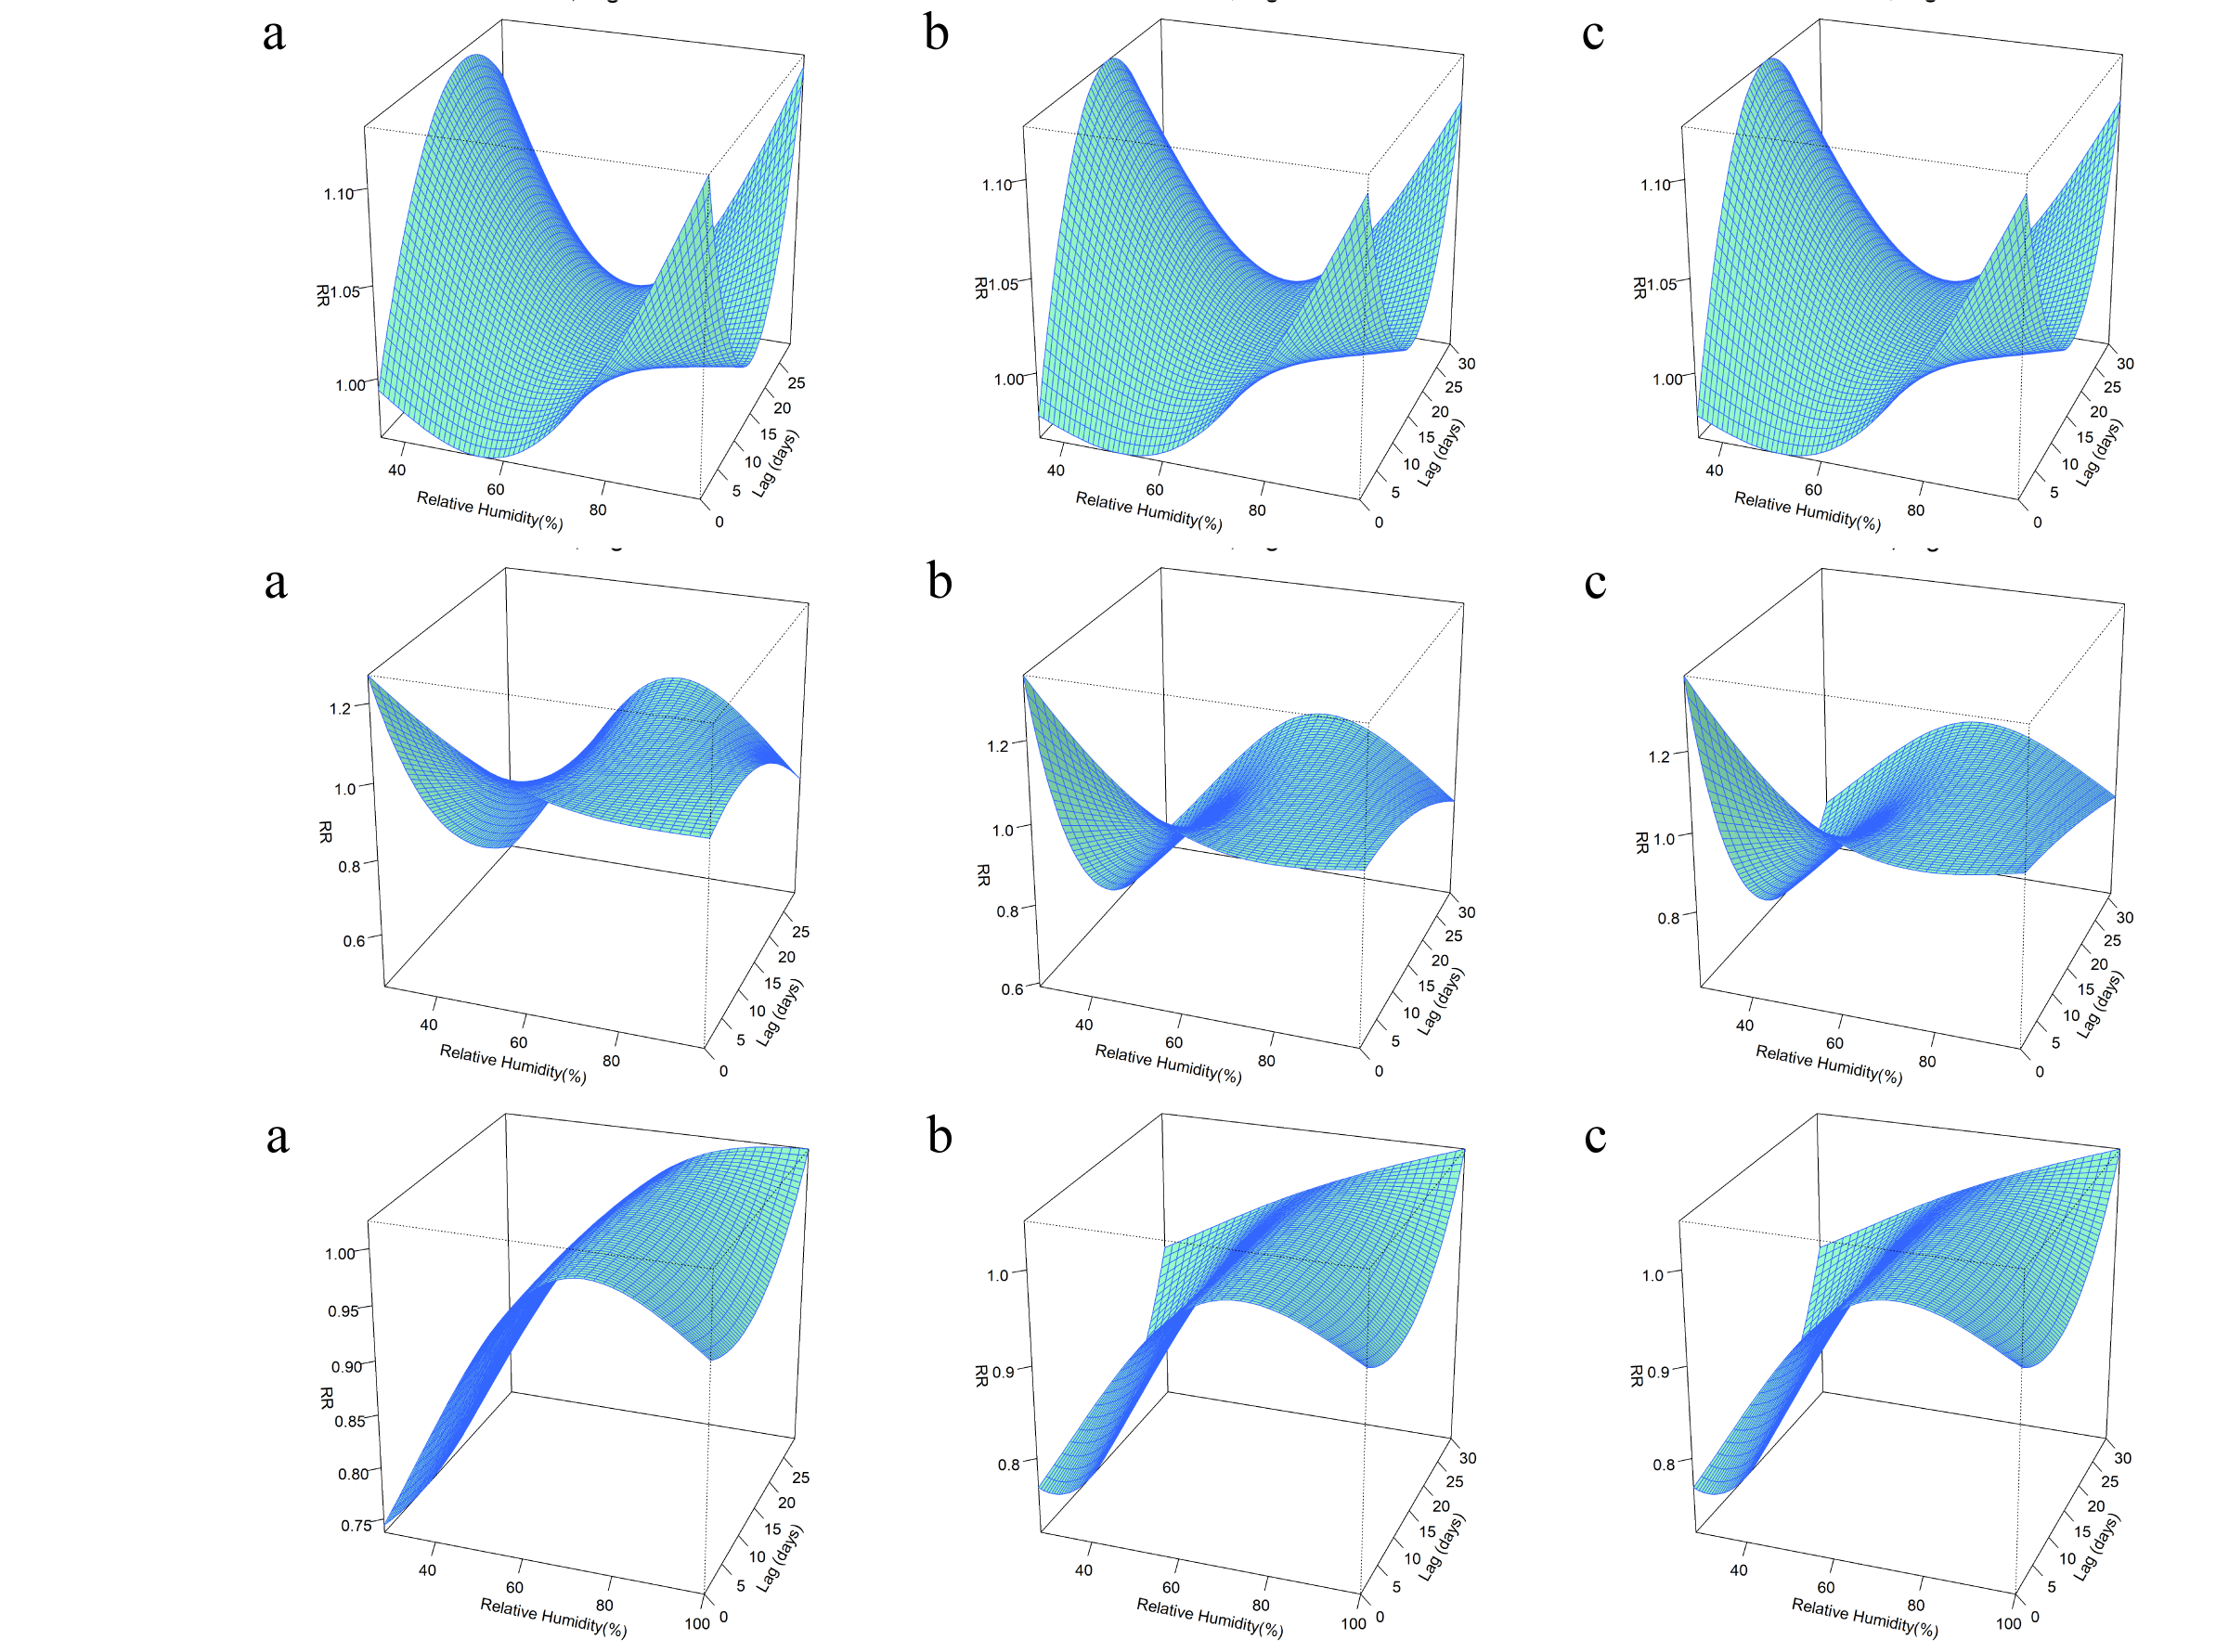 a b c
1.10 1.10 1.10
RR 1.05 RR 1.05 RR 1.05
1.00 1.00 1.00
40 60 80 40 60 80 40 60 80
Relative Humidity(%) Relative Humidity(%) Relative Humidity(%)
0 5 10 15 20 25 0 5 10 15 20 25 30 0 5 10 15 20 25 30
Lag (days) Lag (days) Lag (days)
a b c
1.2 1.2 1.2
1.0 1.0 1.0
RR RR RR
0.8 0.8 0.8
0.6 0.6
40 60 80 40 60 80 40 60 80
Relative Humidity(%) Relative Humidity(%) Relative Humidity(%)
0 5 10 15 20 25 0 5 10 15 20 25 30 0 5 10 15 20 25 30
Lag (days) Lag (days) Lag (days)
a b c
1.00 1.0 1.0
0.95
0.90 0.9 0.9
RR RR RR
0.85
0.80 0.8 0.8
0.75
40 60 80 100 40 60 80 100 40 60 80 100
Relative Humidity(%) Relative Humidity(%) Relative Humidity(%)
0 5 10 15 20 25 0 5 10 15 20 25 30 0 5 10 15 20 25 30
Lag (days) Lag (days) Lag (days)